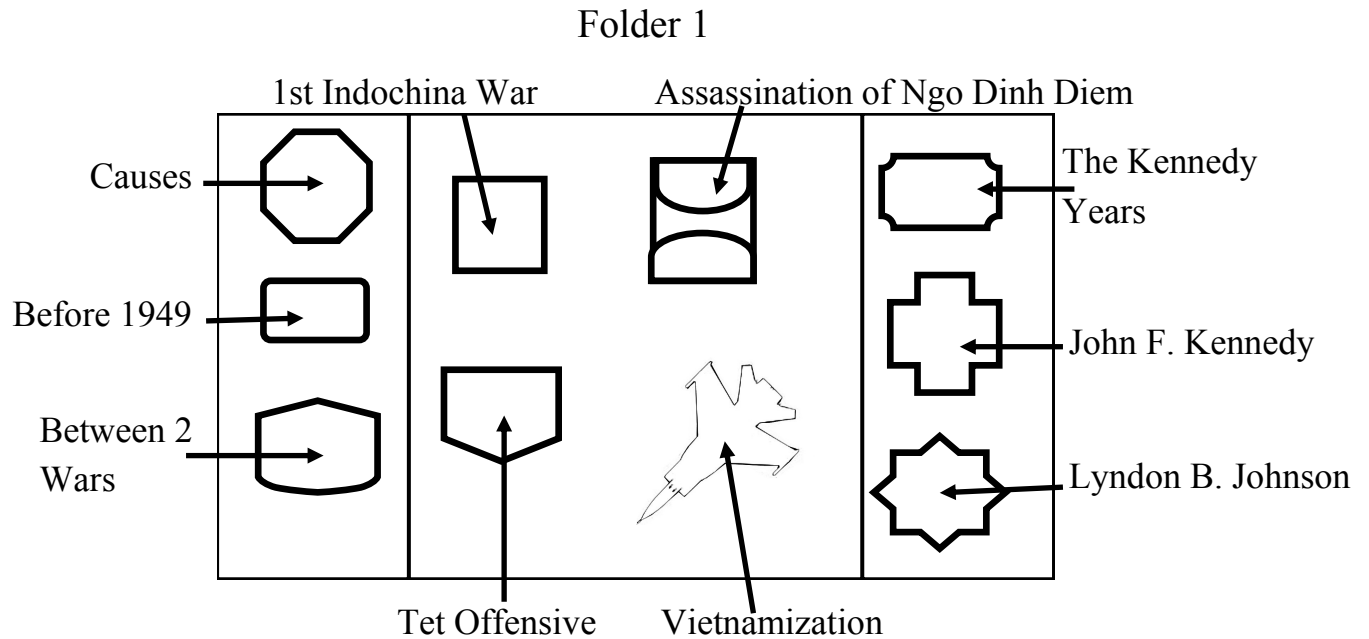 Folder 1
1st Indochina War
Assassination of Ngo Dinh Diem
Causes
The Kennedy
Years
Before 1949
John F. Kennedy
Between 2
Wars
Lyndon B. Johnson
Tet Offensive
Vietnamization